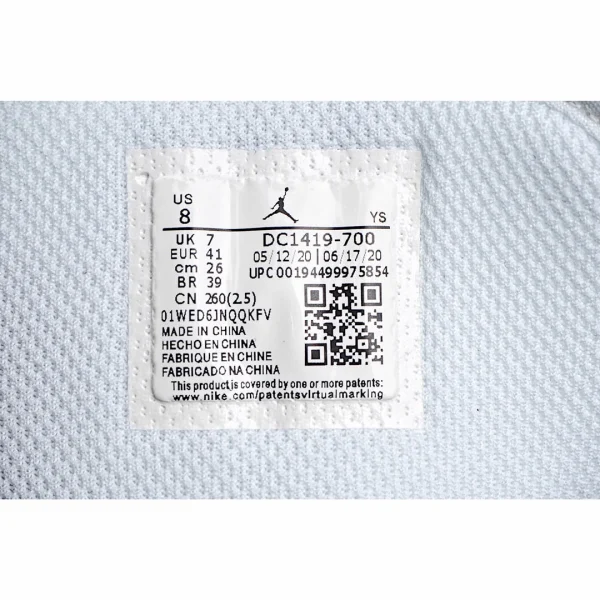 US
8
YS
UK 7
EUR 41
cm 26
BR 39
CN 260(2.5)
DC1419-700
05/12/20 | 06/17/20
UPC 00194499975854
01WED6JNQQKFV
MADE IN CHINA
HECHO EN CHINA
FABRIQUE EN CHINE
FABRICADO NA CHINA
This product is covered by one or more patents:
www.nike.com/patentsvirtualmarking